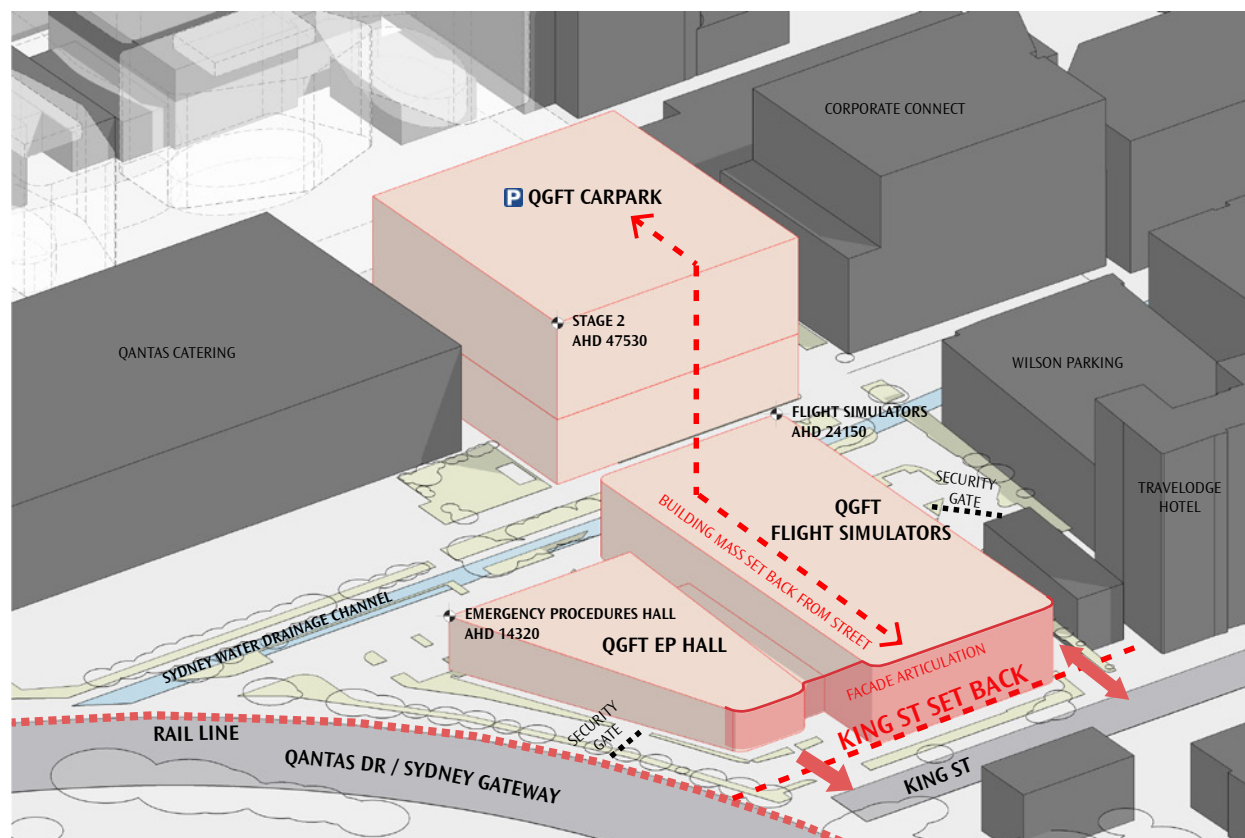 CORPORATE CONNECT
P QGFT CARPARK
STAGE 2
AHD 47530
QANTAS CATERING
WILSON PARKING
FLIGHT SIMULATORS
AHD 24150
SECURITY
GATE
TRAVELODGE
HOTEL
QGFT
FLIGHT SIMULATORS
BUILDING MASS SET BACK FROM STREET
SYDNEY WATER DRAINAGE CHANNEL
EMERGENCY PROCEDURES HALL
AHD 14320
QGFT EP HALL
FACADE ARTICULATION
KING ST SET BACK
SECURITY
GATE
RAIL LINE
QANTAS DR / SYDNEY GATEWAY
KING ST